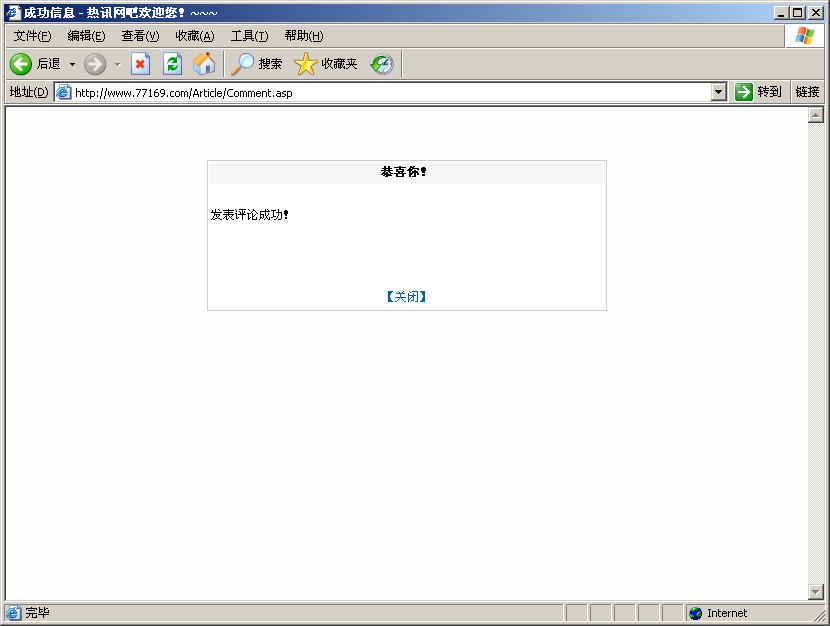 成功信息 - 热讯网吧欢迎您! ~~~
文件(F) 编辑(E) 查看(V) 收藏(A) 工具(T) 帮助(H)
后退 搜索 收藏夹
地址(D) http://www.77169.com/Article/Comment.asp 转到 链接
恭喜你!
发表评论成功!
【关闭】
完毕 Internet